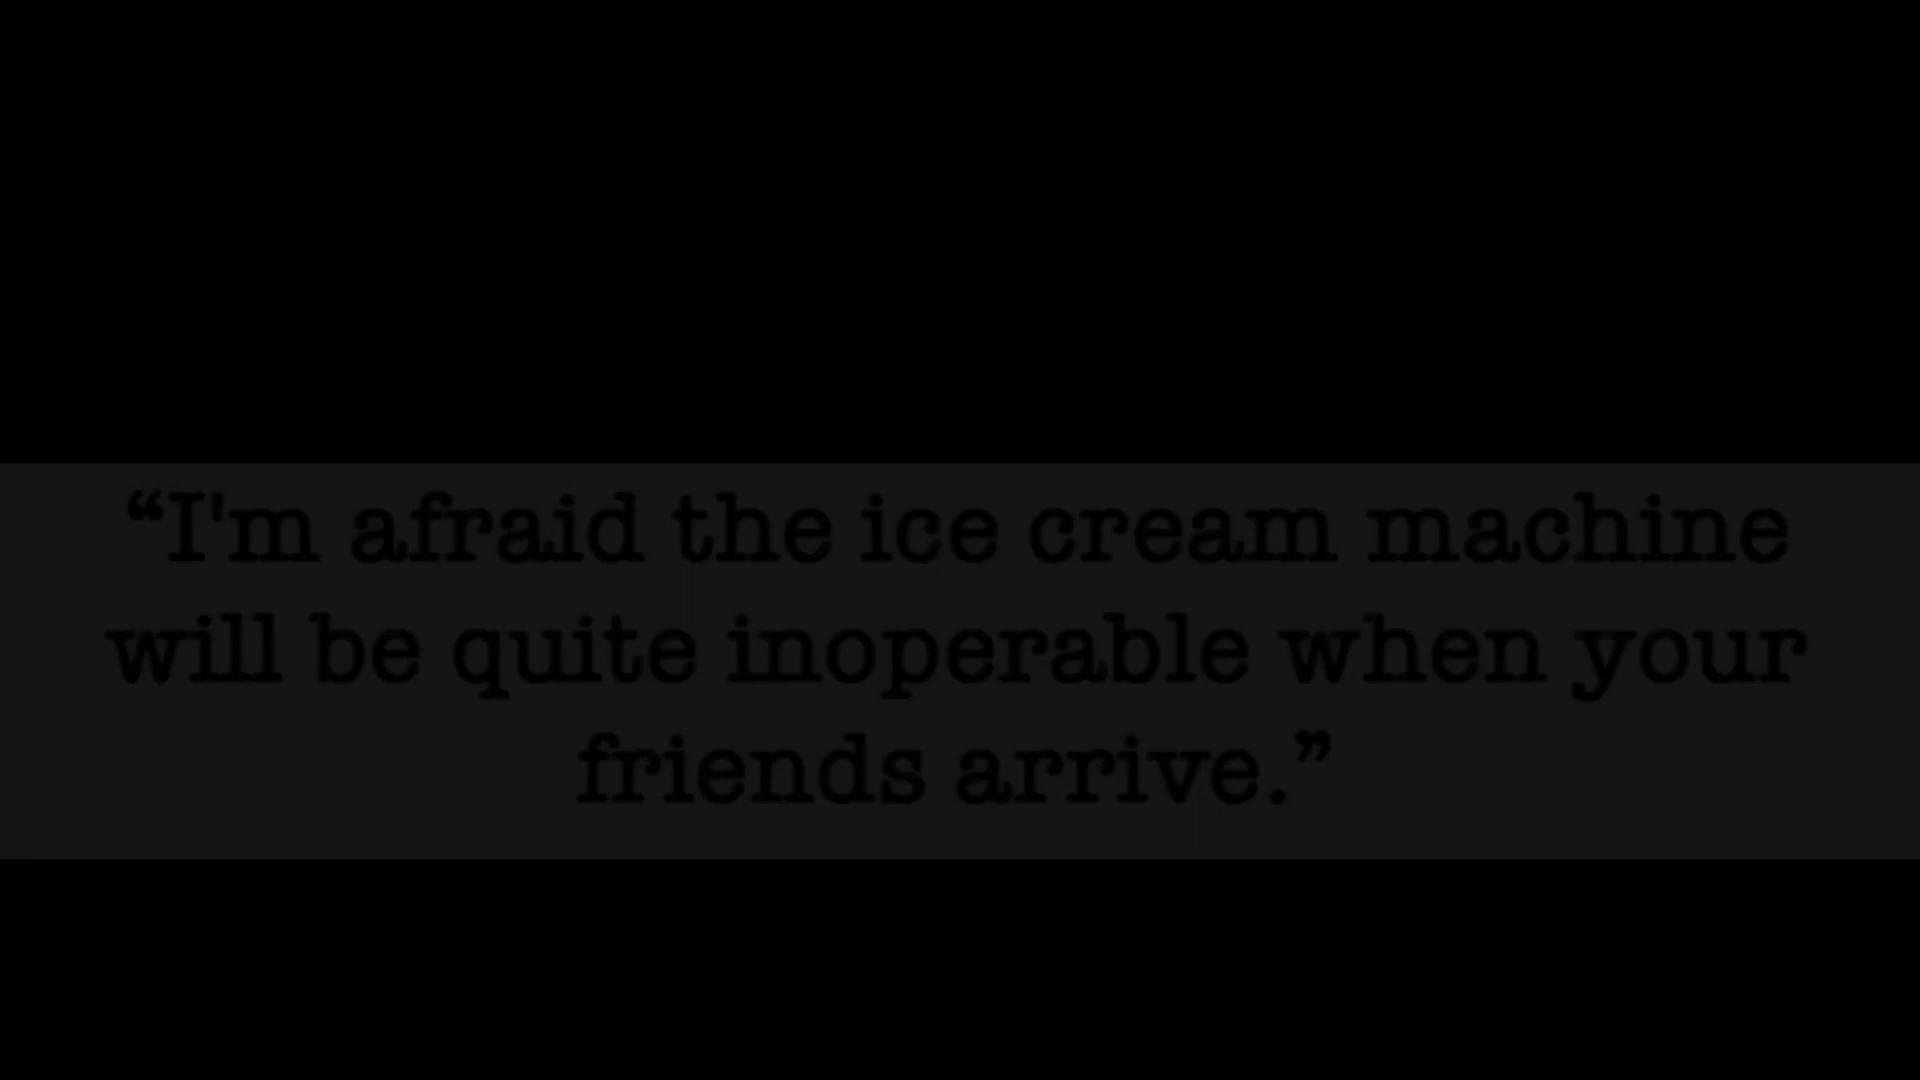 “I'm afraid the ice cream machine
will be quite inoperable when your
friends arrive.”